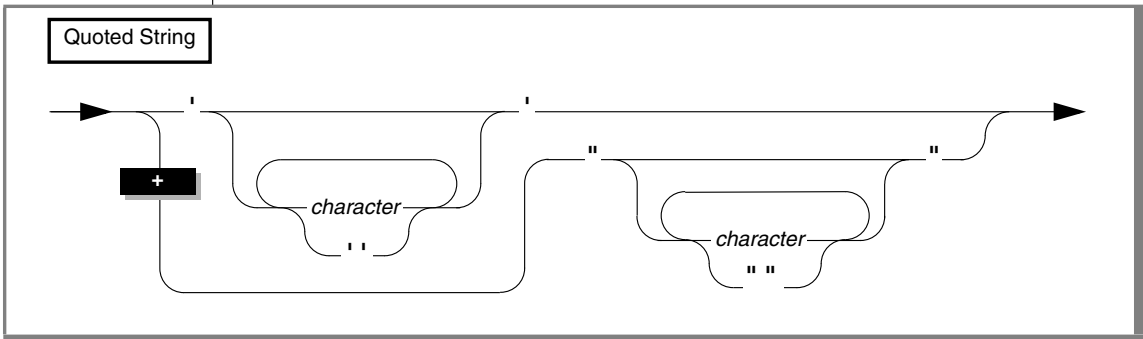 Quoted String
' '
" "
+
character
' '
character
" "